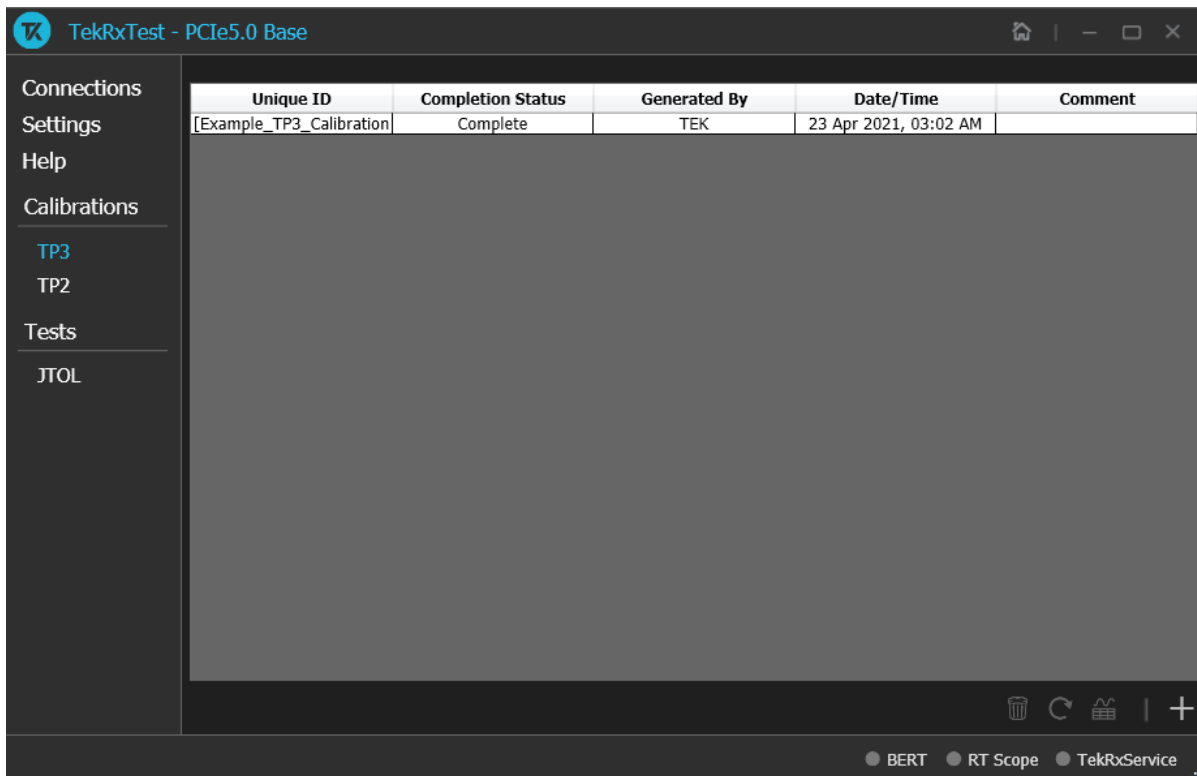 TK TekRxTest - PCIe5.0 Base
Connections
Settings
Help
Calibrations
TP3
TP2
Tests
JTOL
Unique ID Completion Status Generated By Date/Time Comment
[Example_TP3_Calibration Complete TEK 23 Apr 2021, 03:02 AM
BERT RT Scope TekRxService